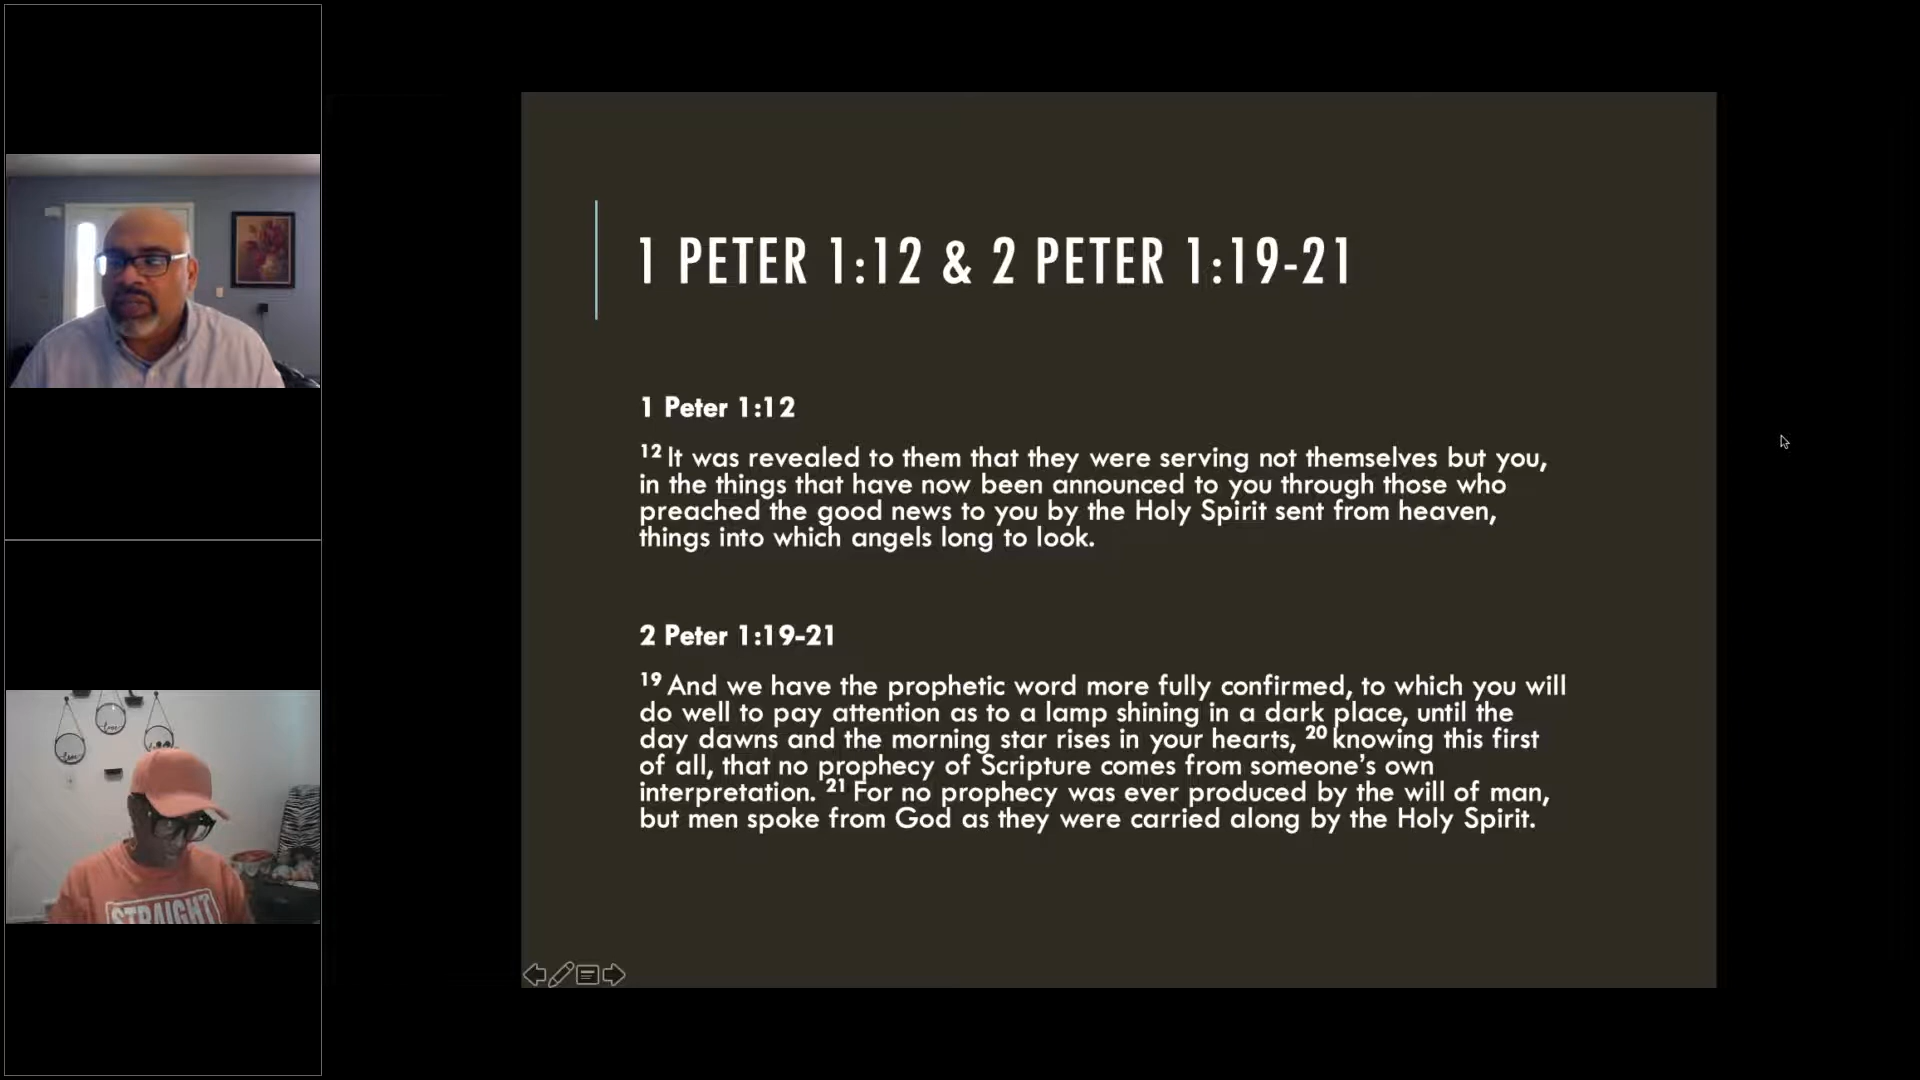 1 PETER 1:12 & 2 PETER 1:19-21
1 Peter 1:12
12 It was revealed to them that they were serving not themselves but you,
in the things that have now been announced to you through those who
preached the good news to you by the Holy Spirit sent from heaven,
things into which angels long to look.
2 Peter 1:19-21
19 And we have the prophetic word more fully confirmed, to which you will
do well to pay attention as to a lamp shining in a dark place, until the
day dawns and the morning star rises in your hearts, 20 knowing this first
of all, that no prophecy of Scripture comes from someone’s own
interpretation. 21 For no prophecy was ever produced by the will of man,
but men spoke from God as they were carried along by the Holy Spirit.
STRAIGHT